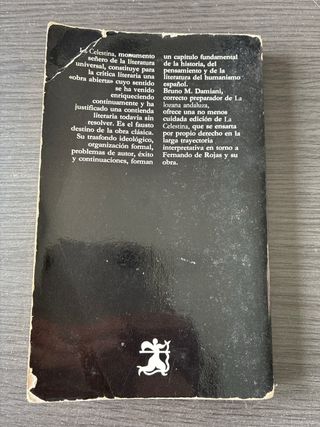 La Celestina, monumento
señero de la literatura
universal, constituye para
la crítica literaria una
«obra abierta» cuyo sentido
se ha venido
enriqueciendo
continuamente y ha
justificado una contienda
literaria todavía sin
resolver. Es el fausto
destino de la obra clásica.
Su trasfondo ideológico,
organización formal,
problemas de autor, éxito
y continuaciones, forman
un capítulo fundamental
de la historia, del
pensamiento y de la
literatura del humanismo
español.
Bruno M. Damiani,
correcto preparador de La
lozana andaluza,
ofrece una no menos
cuidada edición de La
Celestina, que se ensarta
por propio derecho en la
larga trayectoria
interpretativa en torno a
Fernando de Rojas y su
obra.